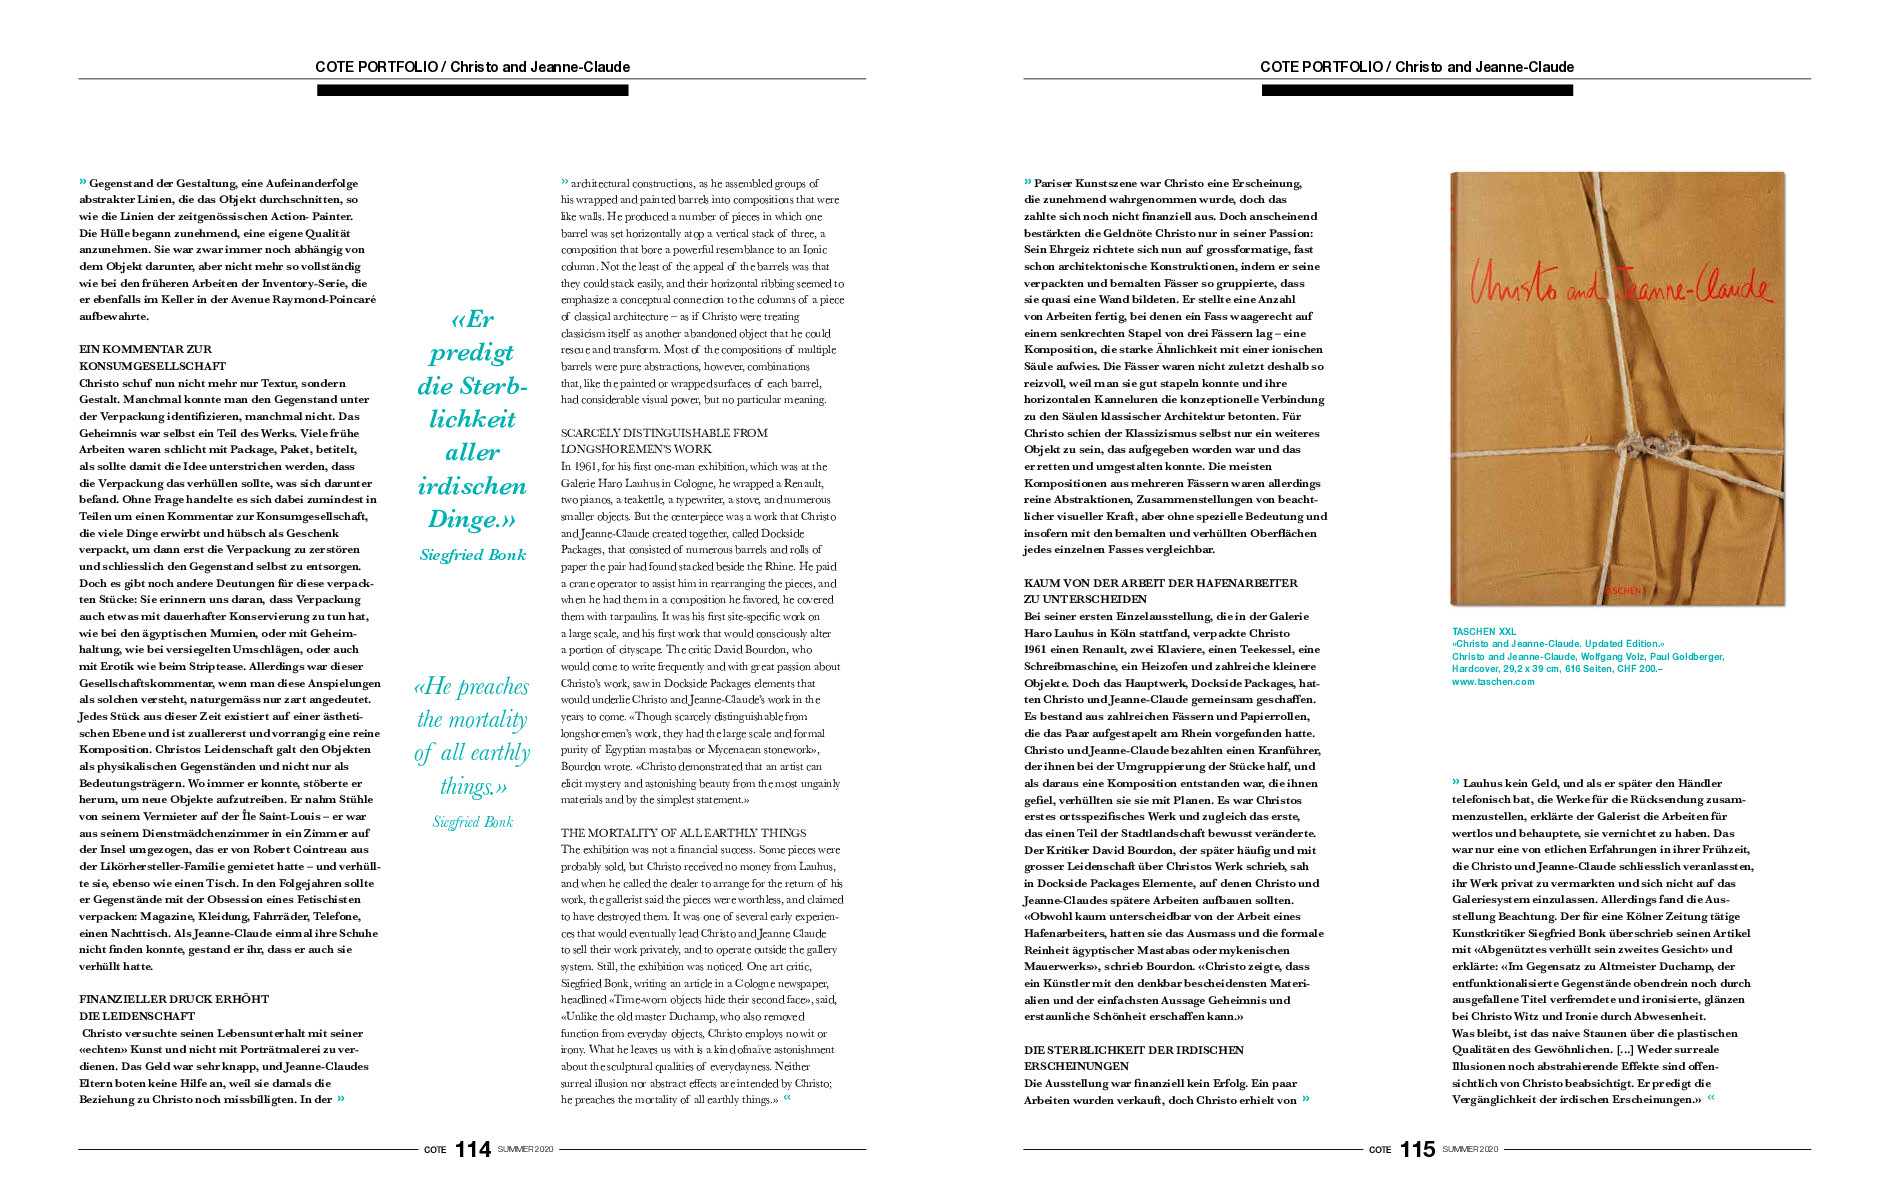 COTE PORTFOLIO / Christo and Jeanne-Claude
» Gegenstand der Gestaltung, eine Aufeinanderfolge
abstrakter Linien, die das Objekt durchschnitten, so
wie die Linien der zeitgenössischen Action- Painter.
Die Hülle begann zunehmend, eine eigene Qualität
anzunehmen. Sie war zwar immer noch abhängig von
dem Objekt darunter, aber nicht mehr so vollständig
wie bei den früheren Arbeiten der Inventory-Serie, die
er ebenfalls im Keller in der Avenue Raymond-Poincaré
aufbewahrte.
EIN KOMMENTAR ZUR
KONSUMGESELLSCHAFT
Christo schuf nun nicht mehr nur Textur, sondern
Gestalt. Manchmal konnte man den Gegenstand unter
der Verpackung identifizieren, manchmal nicht. Das
Geheimnis war selbst ein Teil des Werks. Viele frühe
Arbeiten waren schlicht mit Package, Paket, betitelt,
als sollte damit die Idee unterstrichen werden, dass
die Verpackung das verhüllen sollte, was sich darunter
befand. Ohne Frage handelte es sich dabei zumindest in
Teilen um einen Kommentar zur Konsumgesellschaft,
die viele Dinge erwirbt und hübsch als Geschenk
verpackt, um dann erst die Verpackung zu zerstören
und schliesslich den Gegenstand selbst zu entsorgen.
Doch es gibt noch andere Deutungen für diese verpack-
ten Stücke: Sie erinnern uns daran, dass Verpackung
auch etwas mit dauerhafter Konservierung zu tun hat,
wie bei den ägyptischen Mumien, oder mit Geheim-
haltung, wie bei versiegelten Umschlägen, oder auch
mit Erotik wie beim Striptease. Allerdings war dieser
Gesellschaftskommentar, wenn man diese Anspielungen
als solchen versteht, naturgemäss nur zart angedeutet.
Jedes Stück aus dieser Zeit existiert auf einer ästheti-
schen Ebene und ist zuallererst und vorrangig eine reine
Komposition. Christos Leidenschaft galt den Objekten
als physikalischen Gegenständen und nicht nur als
Bedeutungsträgern. Wo immer er konnte, stöberte er
herum, um neue Objekte aufzutreiben. Er nahm Stühle
von seinem Vermieter auf der Île Saint-Louis – er war
aus seinem Dienstmädchenzimmer in ein Zimmer auf
der Insel umgezogen, das er von Robert Cointreau aus
der Likörhersteller-Familie gemietet hatte – und verhüll-
te sie, ebenso wie einen Tisch. In den Folgejahren sollte
er Gegenstände mit der Obsession eines Fetischisten
verpacken: Magazine, Kleidung, Fahrräder, Telefone,
einen Nachttisch. Als Jeanne-Claude einmal ihre Schuhe
nicht finden konnte, gestand er ihr, dass er auch sie
verhüllt hatte.
FINANZIELLER DRUCK ERHÖHT
DIE LEIDENSCHAFT
Christo versuchte seinen Lebensunterhalt mit seiner
«echten» Kunst und nicht mit Porträtmalerei zu ver-
dienen. Das Geld war sehr knapp, und Jeanne-Claudes
Eltern boten keine Hilfe an, weil sie damals die
Beziehung zu Christo noch missbilligten. In der »
«Er
predigt
die Sterb-
lichkeit
aller
irdischen
Dinge.»
Siegfried Bonk
«He preaches
the mortality
of all earthly
things.»
Siegfried Bonk
» architectural constructions, as he assembled groups of
his wrapped and painted barrels into compositions that were
like walls. He produced a number of pieces in which one
barrel was set horizontally atop a vertical stack of three, a
composition that bore a powerful resemblance to an Ionic
column. Not the least of the appeal of the barrels was that
they could stack easily, and their horizontal ribbing seemed to
emphasize a conceptual connection to the columns of a piece
of classical architecture – as if Christo were treating
classicism itself as another abandoned object that he could
rescue and transform. Most of the compositions of multiple
barrels were pure abstractions, however, combinations
that, like the painted or wrapped surfaces of each barrel,
had considerable visual power, but no particular meaning.
SCARCELY DISTINGUISHABLE FROM
LONGSHOREMEN'S WORK
In 1961, for his first one-man exhibition, which was at the
Galerie Haro Lauhus in Cologne, he wrapped a Renault,
two pianos, a teakettle, a typewriter, a stove, and numerous
smaller objects. But the centerpiece was a work that Christo
and Jeanne-Claude created together, called Dockside
Packages, that consisted of numerous barrels and rolls of
paper the pair had found stacked beside the Rhine. He paid
a crane operator to assist him in rearranging the pieces, and
when he had them in a composition he favored, he covered
them with tarpaulins. It was his first site-specific work on
a large scale, and his first work that would consciously alter
a portion of cityscape. The critic David Bourdon, who
would come to write frequently and with great passion about
Christo's work, saw in Dockside Packages elements that
would underlie Christo and Jeanne-Claude's work in the
years to come. «Though scarcely distinguishable from
longshoremen's work, they had the large scale and formal
purity of Egyptian mastabas or Mycenaean stonework»,
Bourdon wrote. «Christo demonstrated that an artist can
elicit mystery and astonishing beauty from the most ungainly
materials and by the simplest statement.»
THE MORTALITY OF ALL EARTHLY THINGS
The exhibition was not a financial success. Some pieces were
probably sold, but Christo received no money from Lauhus,
and when he called the dealer to arrange for the return of his
work, the gallerist said the pieces were worthless, and claimed
to have destroyed them. It was one of several early experien-
ces that would eventually lead Christo and Jeanne Claude
to sell their work privately, and to operate outside the gallery
system. Still, the exhibition was noticed. One art critic,
Siegfried Bonk, writing an article in a Cologne newspaper,
headlined «Time-worn objects hide their second face», said,
«Unlike the old master Duchamp, who also removed
function from everyday objects, Christo employs no wit or
irony. What he leaves us with is a kind of naïve astonishment
about the sculptural qualities of everydayness. Neither
surreal illusion nor abstract effects are intended by Christo;
he preaches the mortality of all earthly things.» «
COTE 114 SUMMER 2020
COTE PORTFOLIO / Christo and Jeanne-Claude
» Pariser Kunstszene war Christo eine Erscheinung,
die zunehmend wahrgenommen wurde, doch das
zahlte sich noch nicht finanziell aus. Doch anscheinend
bestärkten die Geldnöte Christo nur in seiner Passion:
Sein Ehrgeiz richtete sich nun auf grossformatige, fast
schon architektonische Konstruktionen, indem er seine
verpackten und bemalten Fässer so gruppierte, dass
sie quasi eine Wand bildeten. Er stellte eine Anzahl
von Arbeiten fertig, bei denen ein Fass waagerecht auf
einem senkrechten Stapel von drei Fässern lag – eine
Komposition, die starke Ähnlichkeit mit einer ionischen
Säule aufwies. Die Fässer waren nicht zuletzt deshalb so
reizvoll, weil man sie gut stapeln konnte und ihre
horizontalen Kanneluren die konzeptionelle Verbindung
zu den Säulen klassischer Architektur betonten. Für
Christo schien der Klassizismus selbst nur ein weiteres
Objekt zu sein, das aufgegeben worden war und das
er retten und umgestalten konnte. Die meisten
Kompositionen aus mehreren Fässern waren allerdings
reine Abstraktionen, Zusammenstellungen von beacht-
licher visueller Kraft, aber ohne spezielle Bedeutung und
insofern mit den bemalten und verhüllten Oberflächen
jedes einzelnen Fasses vergleichbar.
KAUM VON DER ARBEIT DER HAFENARBEITER
ZU UNTERSCHEIDEN
Bei seiner ersten Einzelausstellung, die in der Galerie
Haro Lauhus in Köln stattfand, verpackte Christo
1961 einen Renault, zwei Klaviere, einen Teekessel, eine
Schreibmaschine, ein Heizofen und zahlreiche kleinere
Objekte. Doch das Hauptwerk, Dockside Packages, hat-
ten Christo und Jeanne-Claude gemeinsam geschaffen.
Es bestand aus zahlreichen Fässern und Papierrollen,
die das Paar aufgestapelt am Rhein vorgefunden hatte.
Christo und Jeanne-Claude bezahlten einen Kranführer,
der ihnen bei der Umgruppierung der Stücke half, und
als daraus eine Komposition entstanden war, die ihnen
gefiel, verhüllten sie sie mit Planen. Es war Christos
erstes ortsspezifisches Werk und zugleich das erste,
das einen Teil der Stadtlandschaft bewusst veränderte.
Der Kritiker David Bourdon, der später häufig und mit
grosser Leidenschaft über Christos Werk schrieb, sah
in Dockside Packages Elemente, auf denen Christo und
Jeanne-Claudes spätere Arbeiten aufbauen sollten.
«Obwohl kaum unterscheidbar von der Arbeit eines
Hafenarbeiters, hatten sie das Ausmass und die formale
Reinheit ägyptischer Mastabas oder mykenischen
Mauerwerks», schrieb Bourdon. «Christo zeigte, dass
ein Künstler mit den denkbar bescheidensten Materi-
alien und der einfachsten Aussage Geheimnis und
erstaunliche Schönheit erschaffen kann.»
DIE STERBLICHKEIT DER IRDISCHEN
ERSCHEINUNGEN
Die Ausstellung war finanziell kein Erfolg. Ein paar
Arbeiten wurden verkauft, doch Christo erhielt von »
Christo and Jeanne-Claude
TASCHEN
TASCHEN XXL
«Christo and Jeanne-Claude. Updated Edition.»
Christo and Jeanne-Claude, Wolfgang Volz, Paul Goldberger,
Hardcover, 29,2 x 39 cm, 616 Seiten, CHF 200.–
www.taschen.com
» Lauhus kein Geld, und als er später den Händler
telefonisch bat, die Werke für die Rücksendung zusam-
menzustellen, erklärte der Galerist die Arbeiten für
wertlos und behauptete, sie vernichtet zu haben. Das
war nur eine von etlichen Erfahrungen in ihrer Frühzeit,
die Christo und Jeanne-Claude schliesslich veranlassten,
ihr Werk privat zu vermarkten und sich nicht auf das
Galeriesystem einzulassen. Allerdings fand die Aus-
stellung Beachtung. Der für eine Kölner Zeitung tätige
Kunstkritiker Siegfried Bonk überschrieb seinen Artikel
mit «Abgenütztes verhüllt sein zweites Gesicht» und
erklärte: «Im Gegensatz zu Altmeister Duchamp, der
entfunktionalisierte Gegenstände obendrein noch durch
ausgefallene Titel verfremdete und ironisierte, glänzen
bei Christo Witz und Ironie durch Abwesenheit.
Was bleibt, ist das naive Staunen über die plastischen
Qualitäten des Gewöhnlichen. [...] Weder surreale
Illusionen noch abstrahierende Effekte sind offen-
sichtlich von Christo beabsichtigt. Er predigt die
Vergänglichkeit der irdischen Erscheinungen.» «
COTE 115 SUMMER 2020